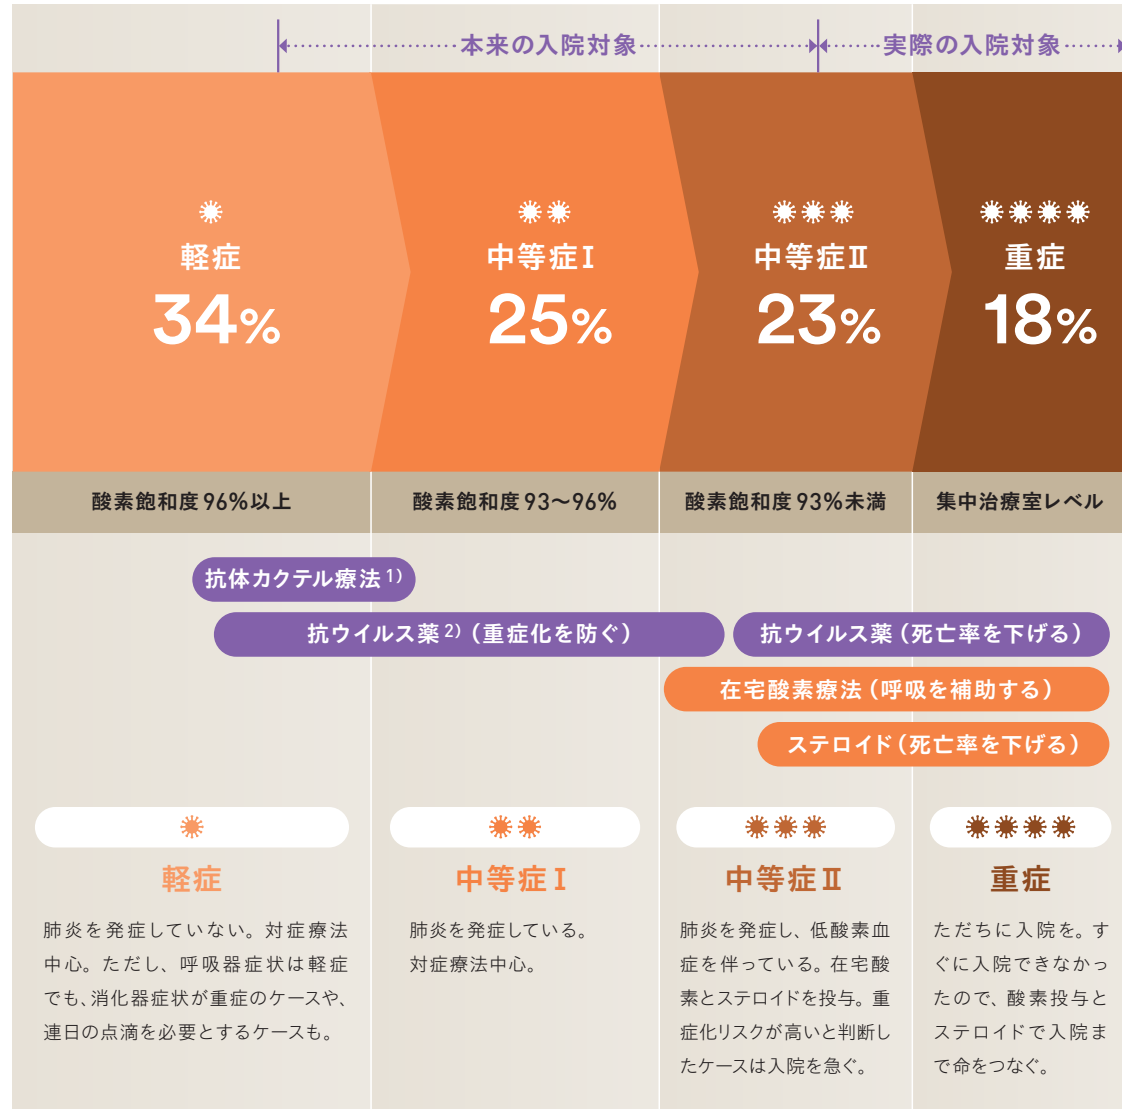 本来の入院対象
実際の入院対象
軽症
34%
中等症Ⅰ
25%
中等症Ⅱ
23%
重症
18%
酸素飽和度96%以上
酸素飽和度93〜96%
酸素飽和度93%未満
集中治療室レベル
抗体カクテル療法1)
抗ウイルス薬2)(重症化を防ぐ)
抗ウイルス薬(死亡率を下げる)
在宅酸素療法(呼吸を補助する)
ステロイド(死亡率を下げる)
軽症
肺炎を発症していない。対症療法
中心。ただし、呼吸器症状は軽症
でも、消化器症状が重症のケースや、
連日の点滴を必要とするケースも。
中等症Ⅰ
肺炎を発症している。
対症療法中心。
中等症Ⅱ
肺炎を発症し、低酸素血
症を伴っている。在宅酸
素とステロイドを投与。重
症化リスクが高いと判断し
たケースは入院を急ぐ。
重症
ただちに入院を。す
ぐに入院できなかっ
たので、酸素投与と
ステロイドで入院ま
で命をつなぐ。